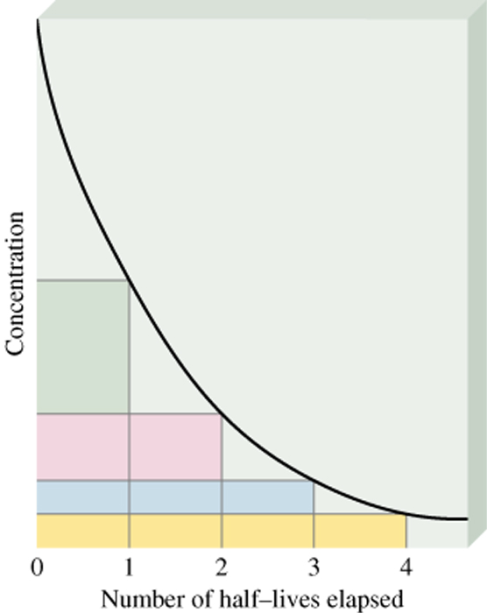 Concentration
0 1 2 3 4
Number of half–lives elapsed